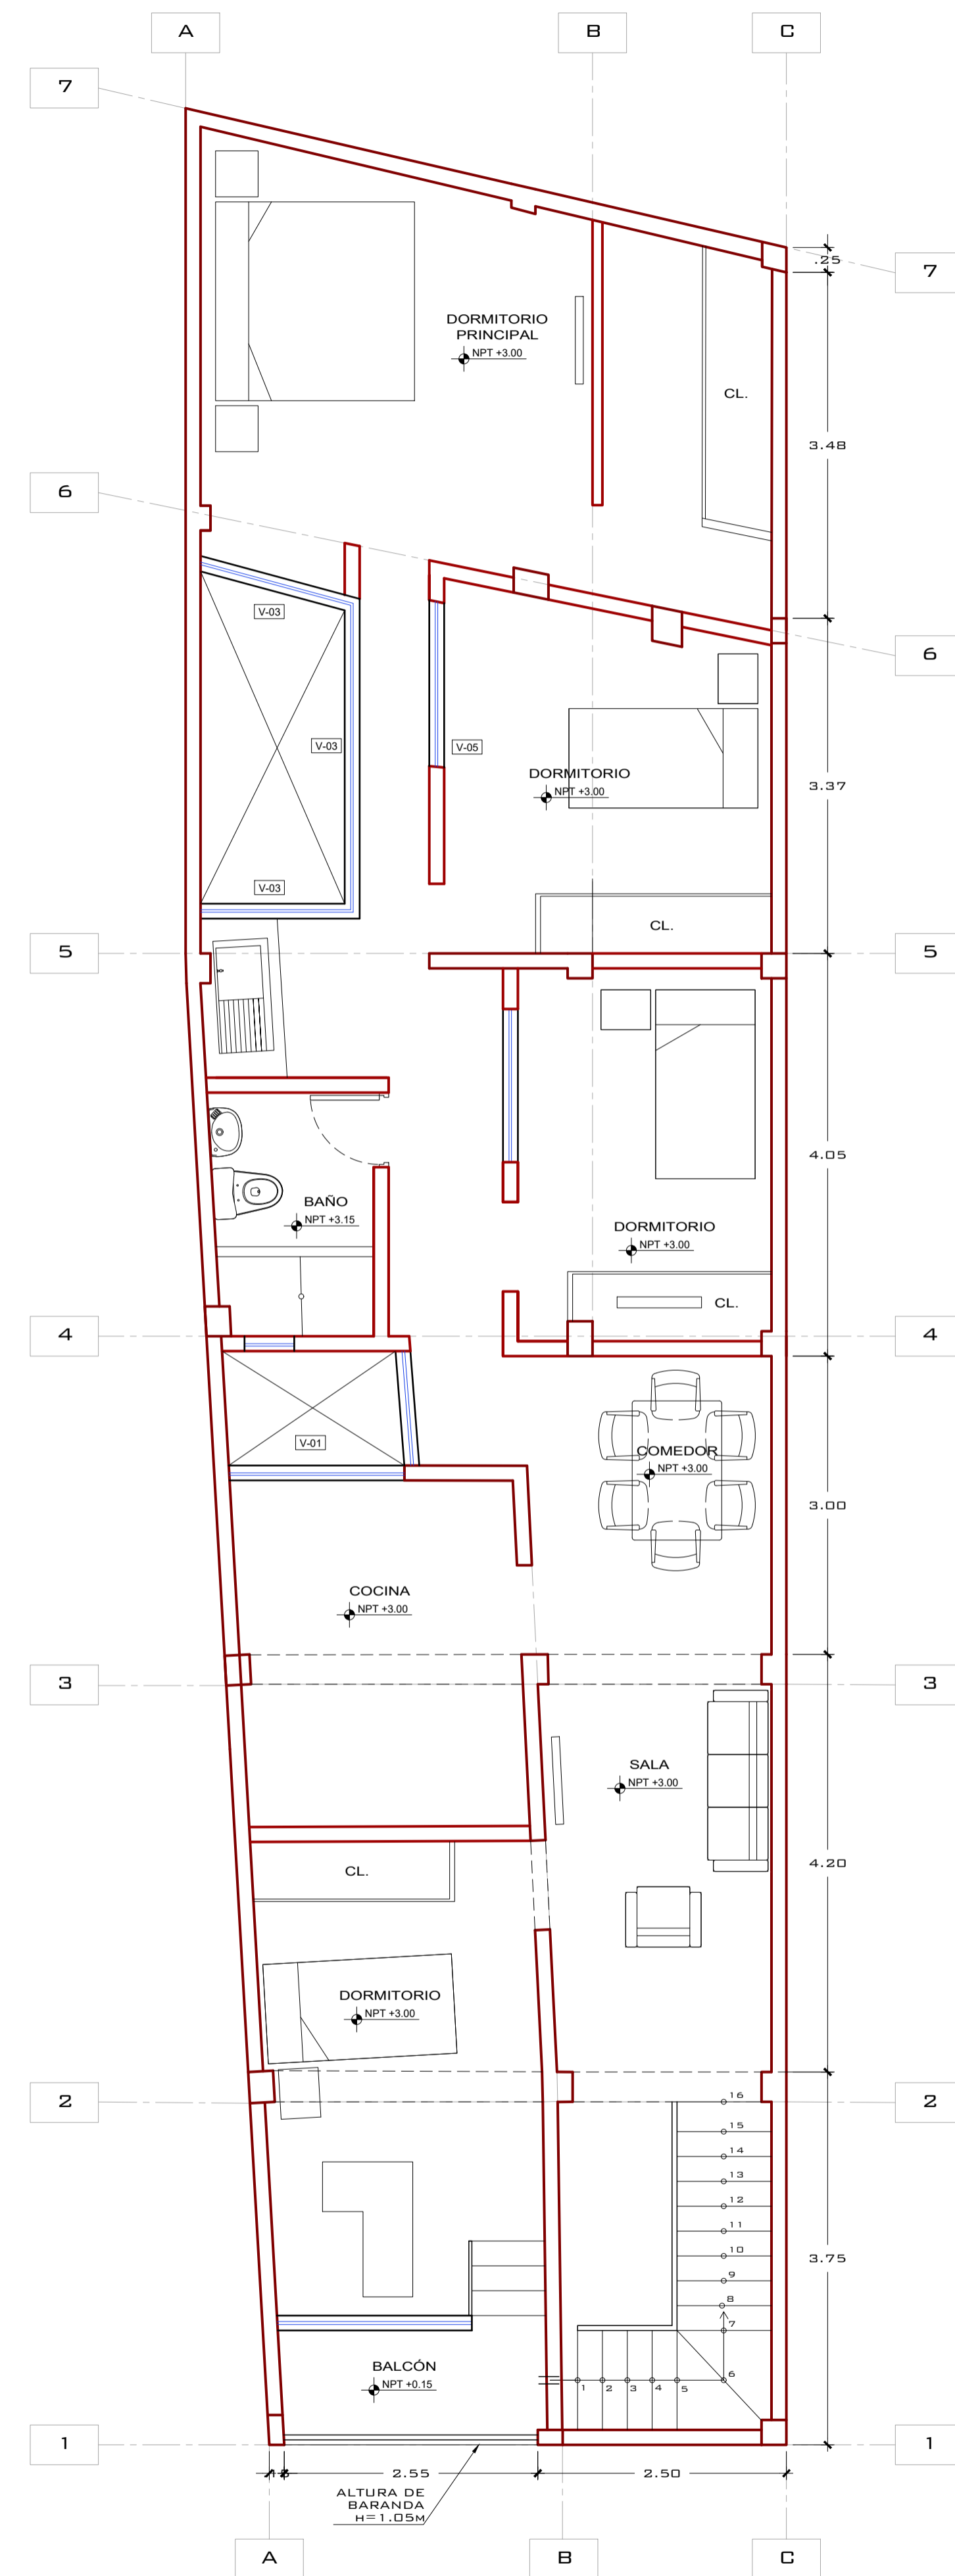 A
B
C
7
.25
7
DORMITORIO
PRINCIPAL
NPT +3.00
CL.
3.48
6
V-03
6
V-03
V-05
DORMITORIO
NPT +3.00
3.37
V-03
CL.
5
5
4.05
BAÑO
NPT +3.15
DORMITORIO
NPT +3.00
CL.
4
4
V-01
COMEDOR
NPT +3.00
3.00
COCINA
NPT +3.00
3
3
SALA
NPT +3.00
4.20
CL.
DORMITORIO
NPT +3.00
2
16
2
15
14
13
12
11
10
3.75
9
8
7
BALCÓN
NPT +0.15
6
1
2
3
4
5
1
1
2.55
2.50
ALTURA DE
BARANDA
H=1.05M
A
B
C